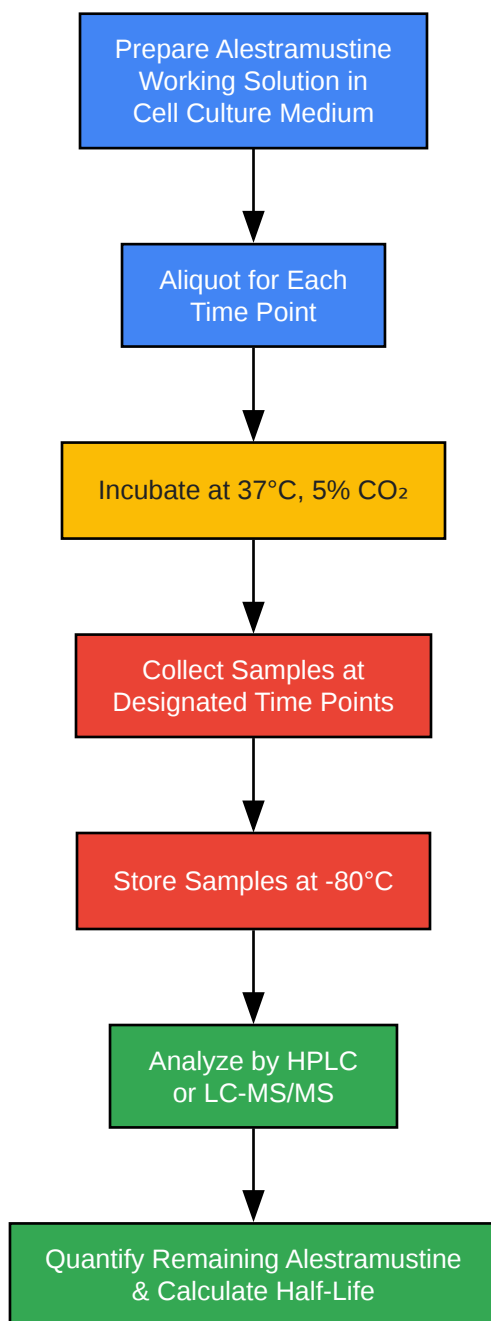 Prepare Alestramustine
Working Solution in
Cell Culture Medium
Aliquot for Each
Time Point
Incubate at 37°C, 5% CO₂
Collect Samples at
Designated Time Points
Store Samples at -80°C
Analyze by HPLC
or LC-MS/MS
Quantify Remaining Alestramustine
& Calculate Half-Life